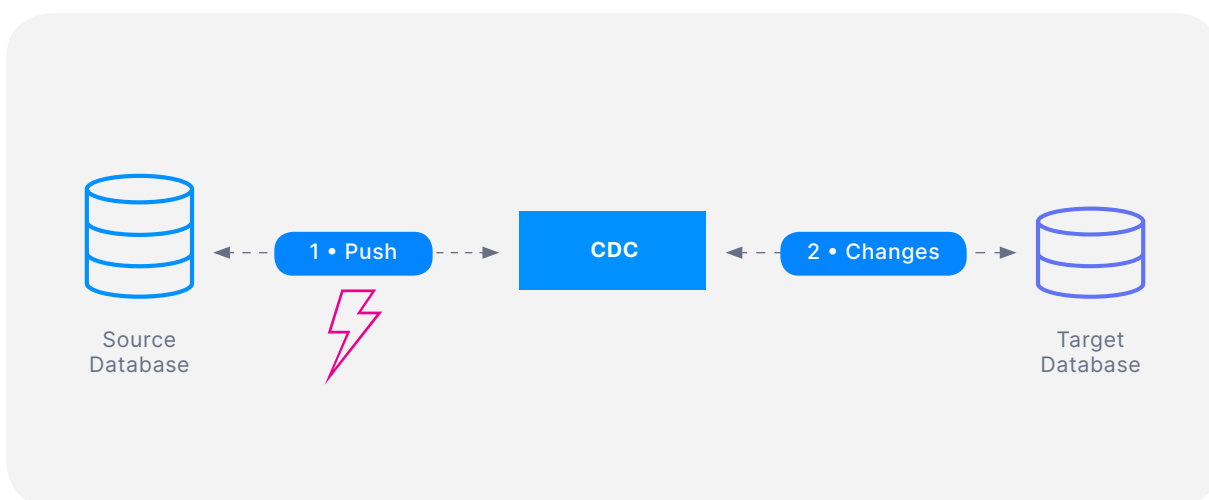 1 • Push
CDC
2 • Changes
Source
Database
Target
Database